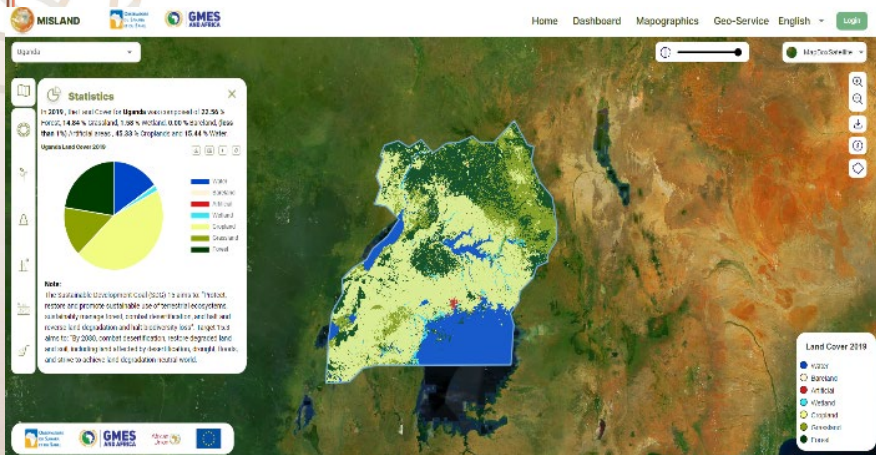 MISLAND
GMES
AND AFRICA
Home Dashboard Mapographics Geo-Service English Login
Uganda
MapBoxSatellite
Statistics
In 2019, the Land Cover for Uganda was composed of 22.56 %
Forest, 14.84 % Grassland, 1.58 % Wetland, 0.00 % Bareland, (less
than 1%) Artificial areas, 45.33 % Croplands and 15.44 % Water.
Uganda Land Cover 2019
Water
Bareland
Artificial
Wetland
Cropland
Grassland
Forest
Note:
The Sustainable Development Goal (SDG) 15 aims to: "Protect,
restore and promote sustainable use of terrestrial ecosystems,
sustainably manage forest, combat desertification, and halt and
reverse land degradation and halt biodiversity loss". Target 15.3
aims to: "By 2030, combat desertification, restore degraded land
and soil, including land affected by desertification, drought, floods,
and strive to achieve land degradation neutral world.
Land Cover 2019
Water
Bareland
Artificial
Wetland
Cropland
Grassland
Forest
GMES
AND AFRICA
African
Union